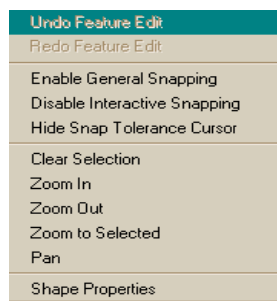 Undo Feature Edit
Redo Feature Edit
Enable General Snapping
Disable Interactive Snapping
Hide Snap Tolerance Cursor
Clear Selection
Zoom In
Zoom Out
Zoom to Selected
Pan
Shape Properties